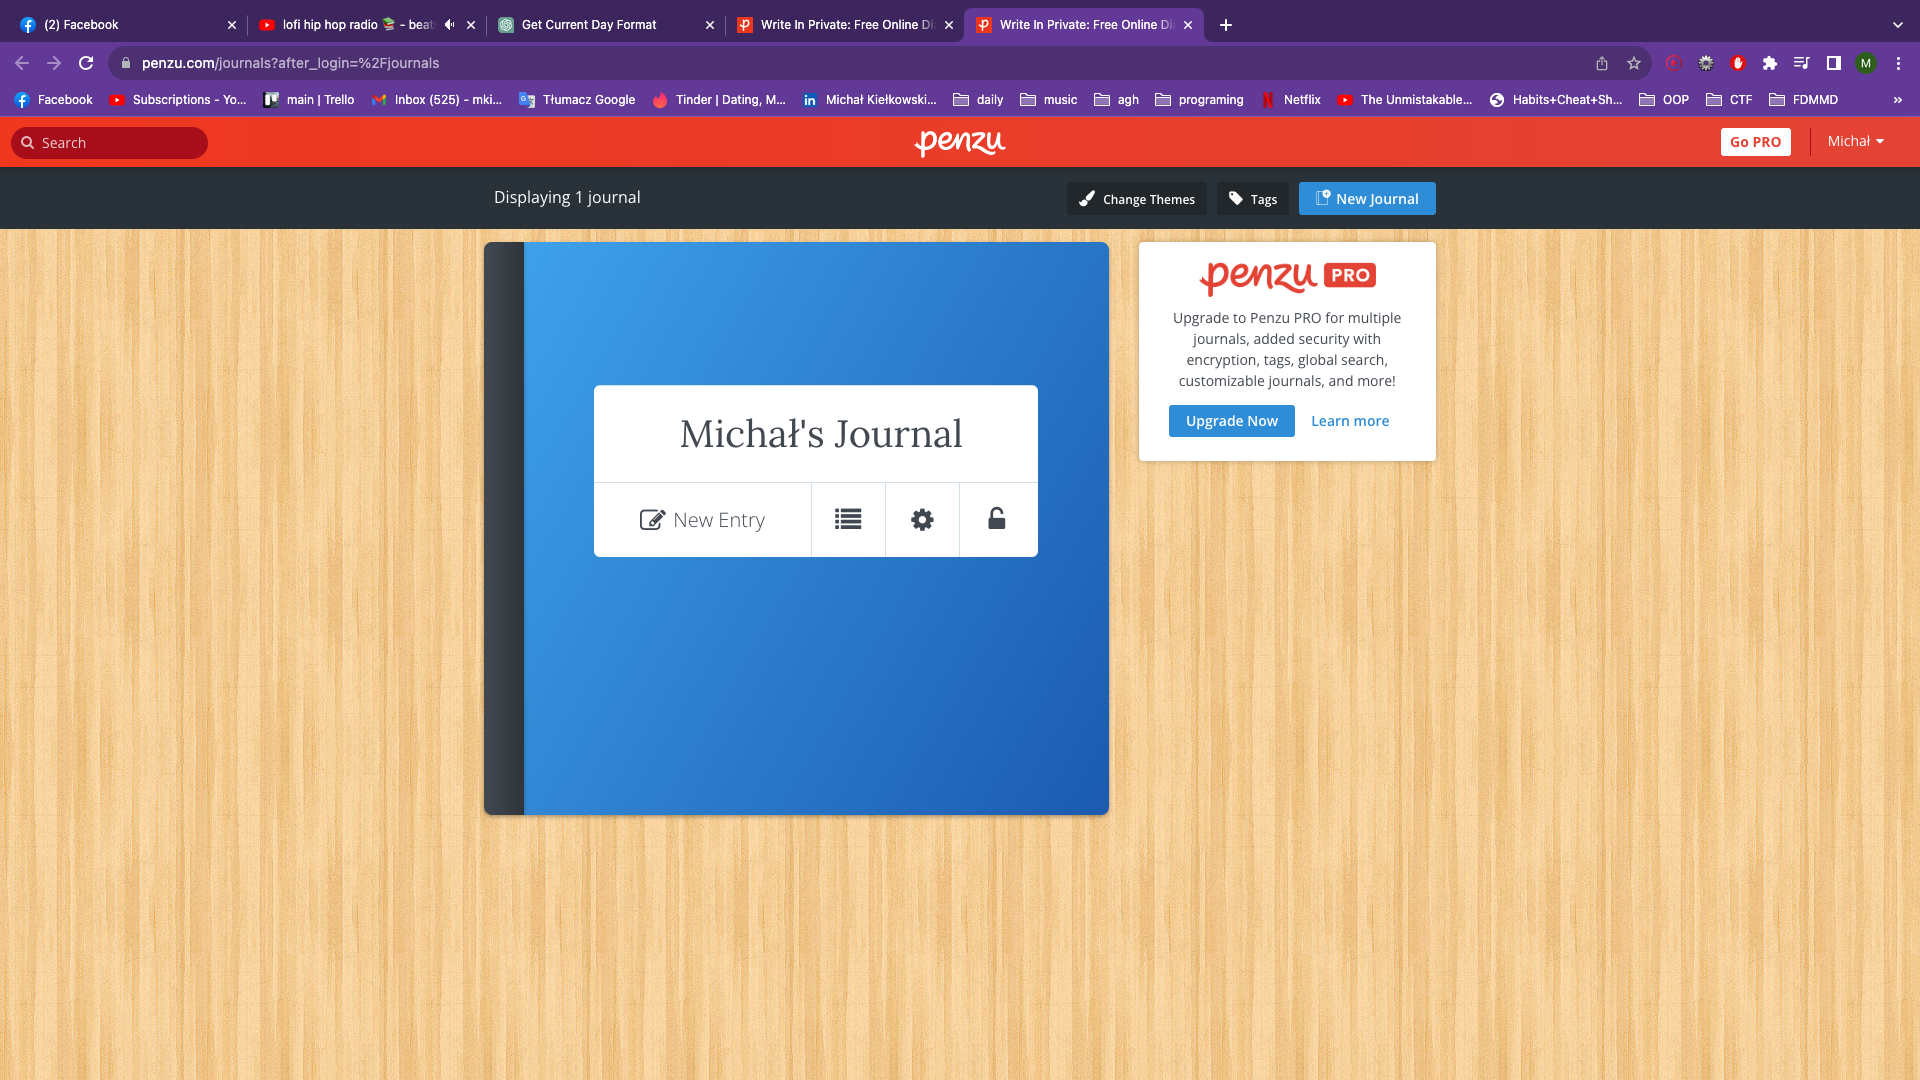 (2) Facebook
lofi hip hop radio 📚 - beat
Get Current Day Format
Write In Private: Free Online Di
Write In Private: Free Online Di
penzu.com/journals?after_login=%2Fjournals
M
Facebook
Subscriptions - Yo...
main | Trello
Inbox (525) - mki...
Tłumacz Google
Tinder | Dating, M...
Michał Kiełkowski...
daily
music
agh
programing
Netflix
The Unmistakable...
Habits+Cheat+Sh...
OOP
CTF
FDMMD
»
Search
penzu
Go PRO
Michał
Displaying 1 journal
Change Themes
Tags
New Journal
Michał's Journal
New Entry
penzu PRO
Upgrade to Penzu PRO for multiple
journals, added security with
encryption, tags, global search,
customizable journals, and more!
Upgrade Now
Learn more